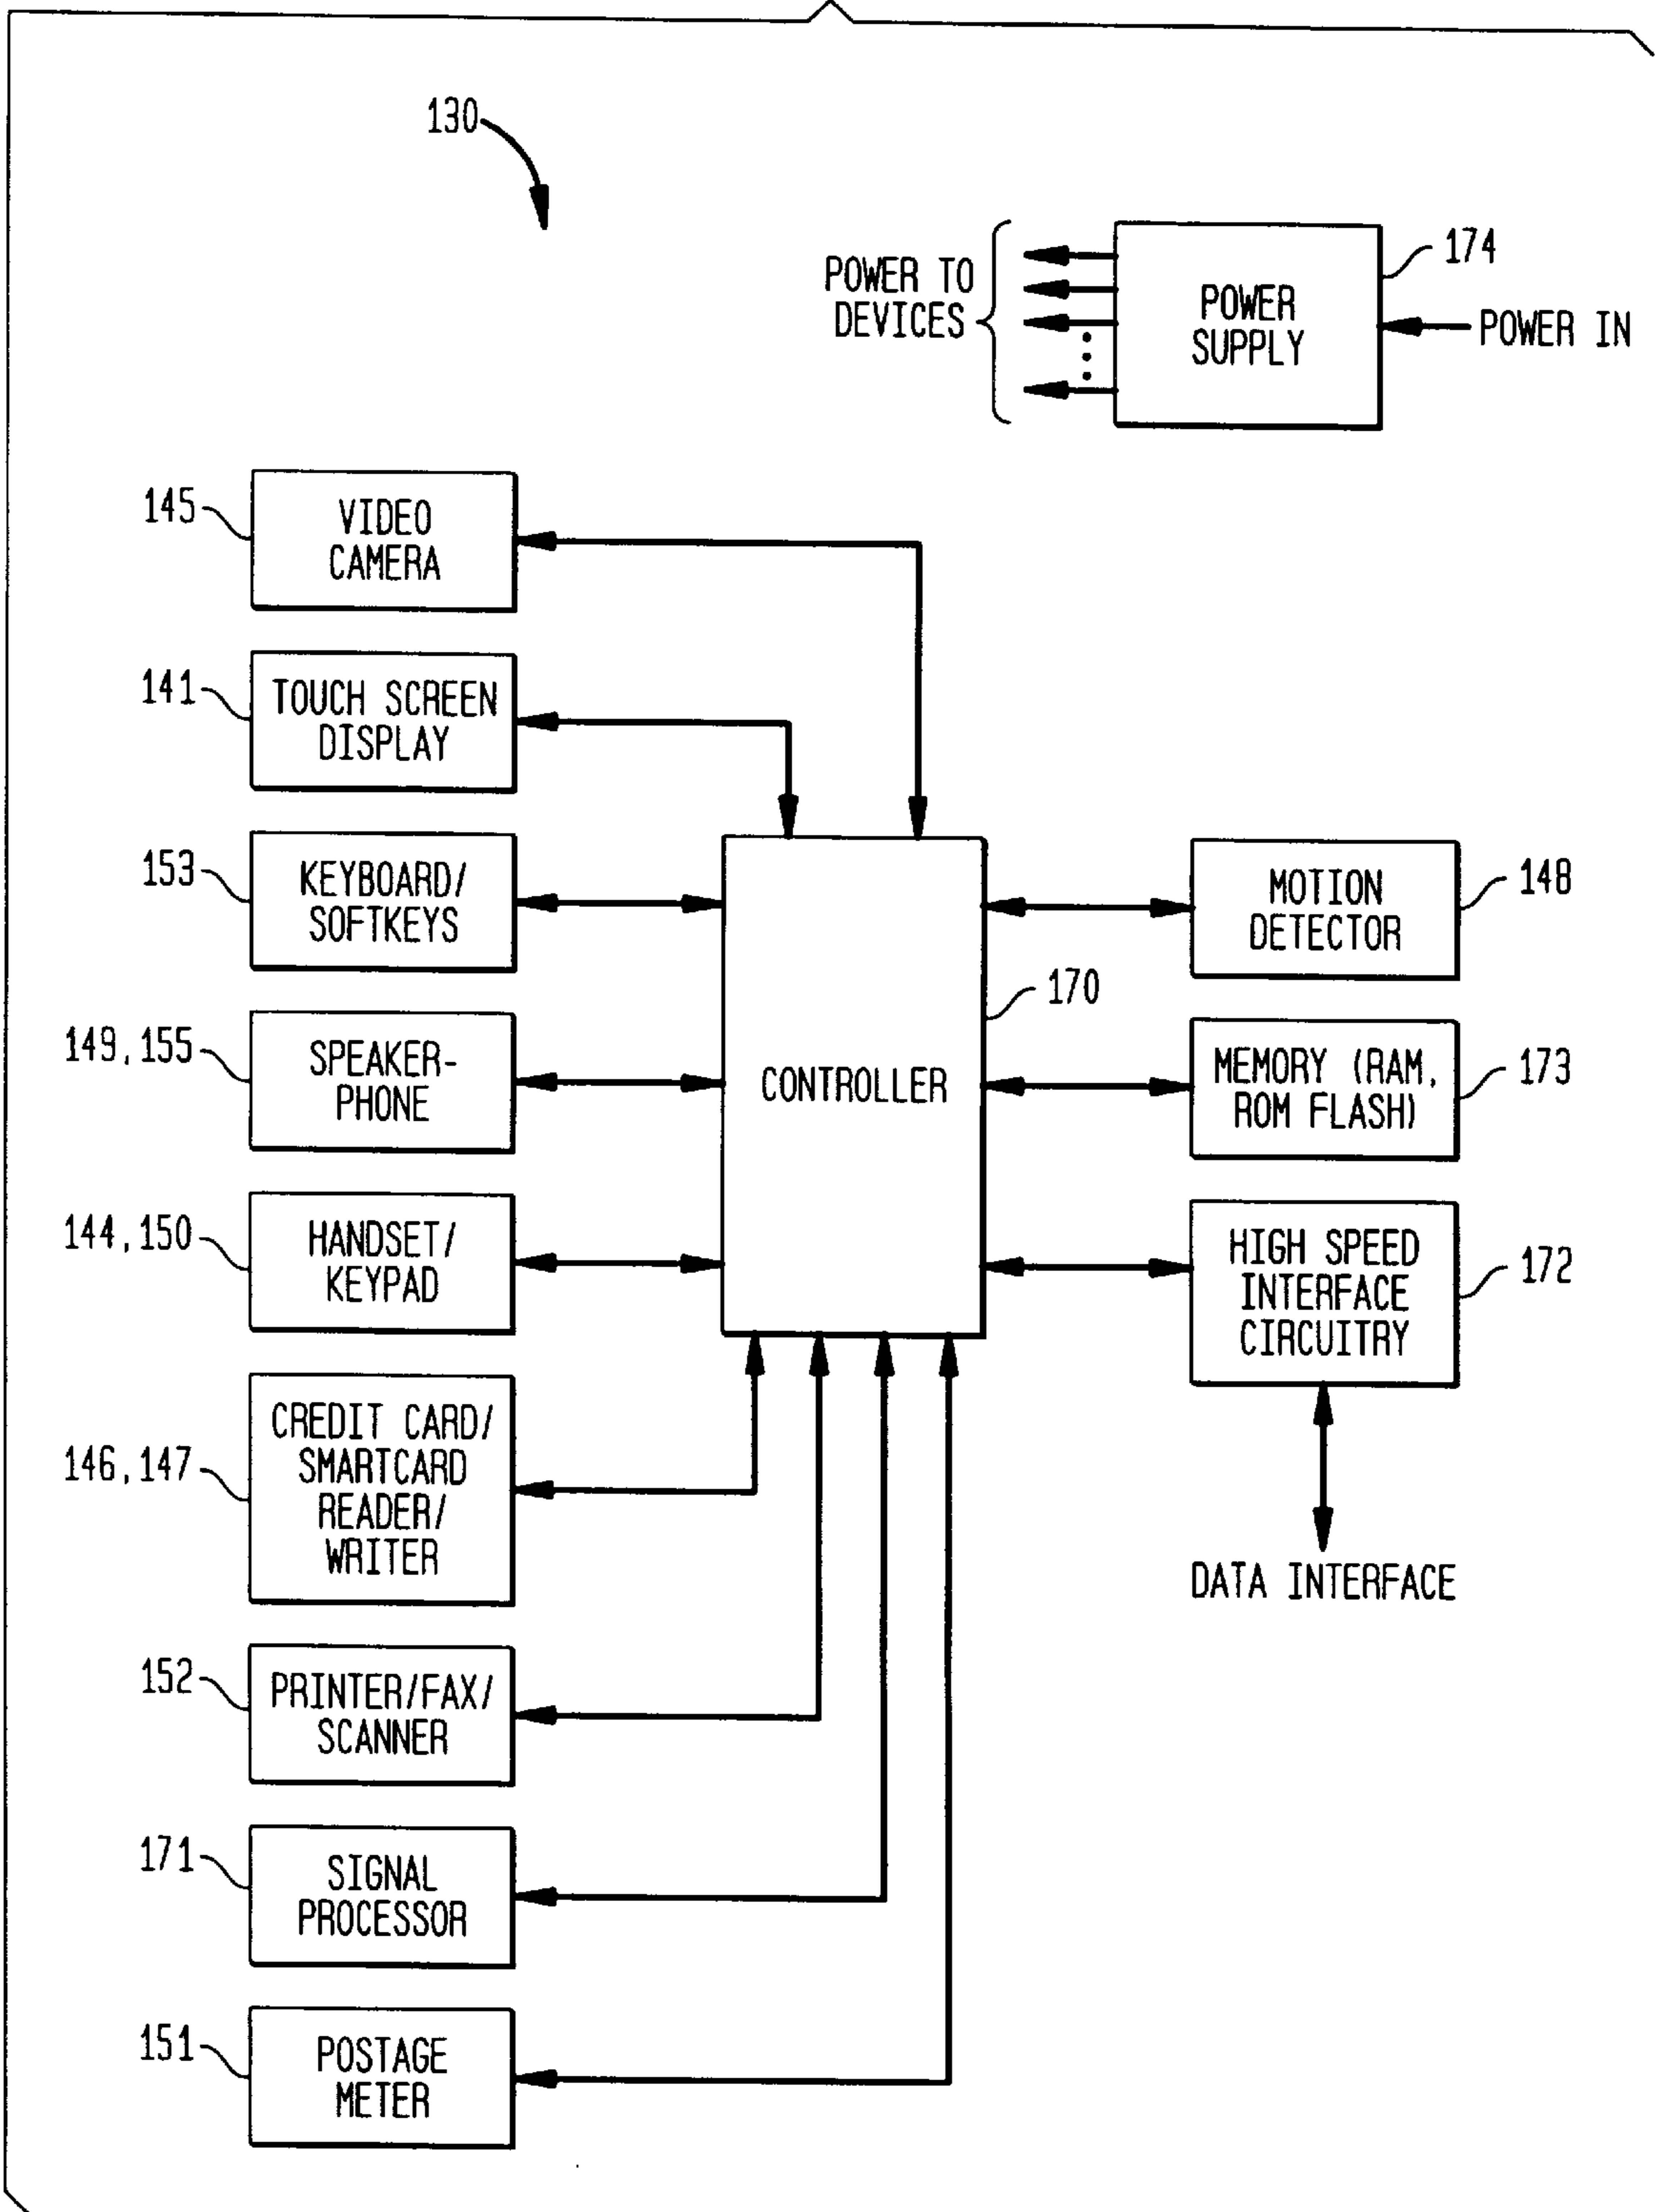 130
POWER TO
DEVICES
POWER
SUPPLY
174
POWER IN
145
VIDEO
CAMERA
141
TOUCH SCREEN
DISPLAY
153
KEYBOARD/
SOFTKEYS
149, 155
SPEAKER-
PHONE
144, 150
HANDSET/
KEYPAD
146, 147
CREDIT CARD/
SMARTCARD
READER/
WRITER
152
PRINTER/FAX/
SCANNER
171
SIGNAL
PROCESSOR
151
POSTAGE
METER
CONTROLLER
170
MOTION
DETECTOR
148
MEMORY (RAM,
ROM FLASH)
173
HIGH SPEED
INTERFACE
CIRCUITRY
172
DATA INTERFACE